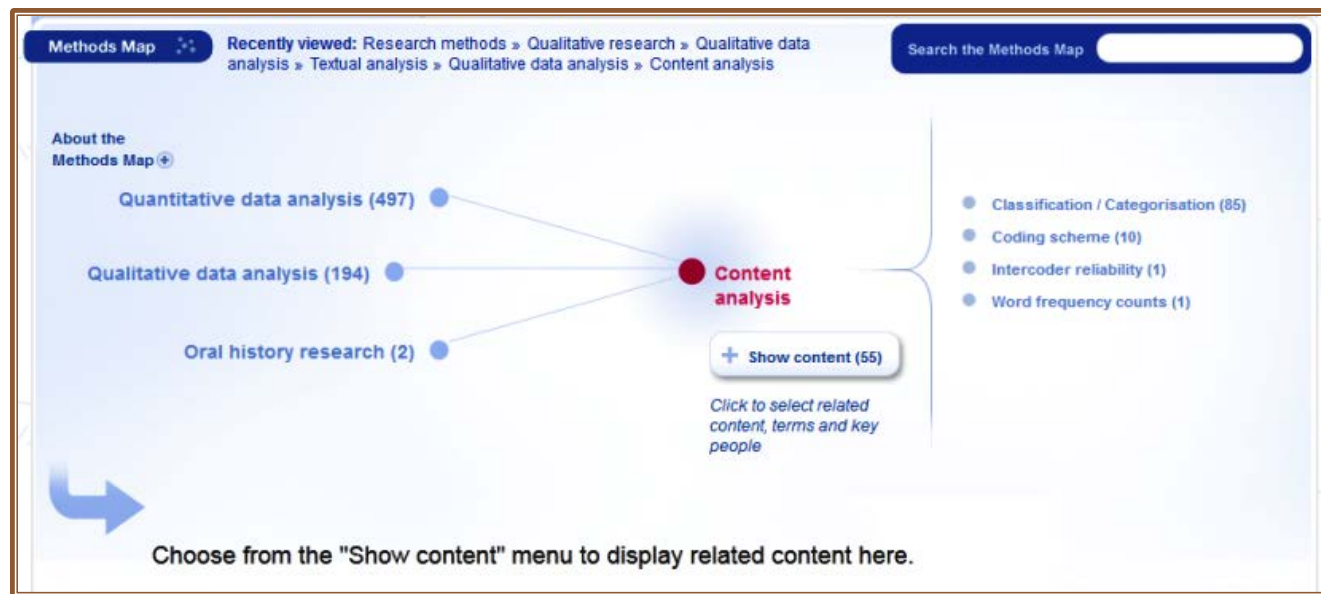 Methods Map
Recently viewed: Research methods » Qualitative research » Qualitative data
analysis » Textual analysis » Qualitative data analysis » Content analysis
Search the Methods Map
About the
Methods Map
Quantitative data analysis (497)
Qualitative data analysis (194)
Oral history research (2)
Content
analysis
Show content (55)
Click to select related
content, terms and key
people
Classification / Categorisation (85)
Coding scheme (10)
Intercoder reliability (1)
Word frequency counts (1)
Choose from the "Show content" menu to display related content here.